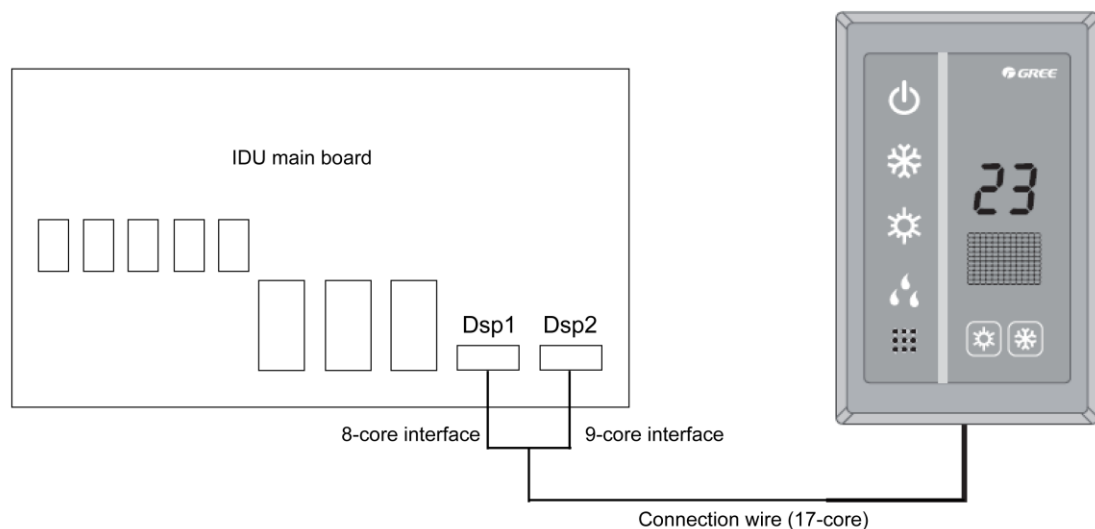 GREE
IDU main board
23
Dsp1 Dsp2
8-core interface 9-core interface
Connection wire (17-core)